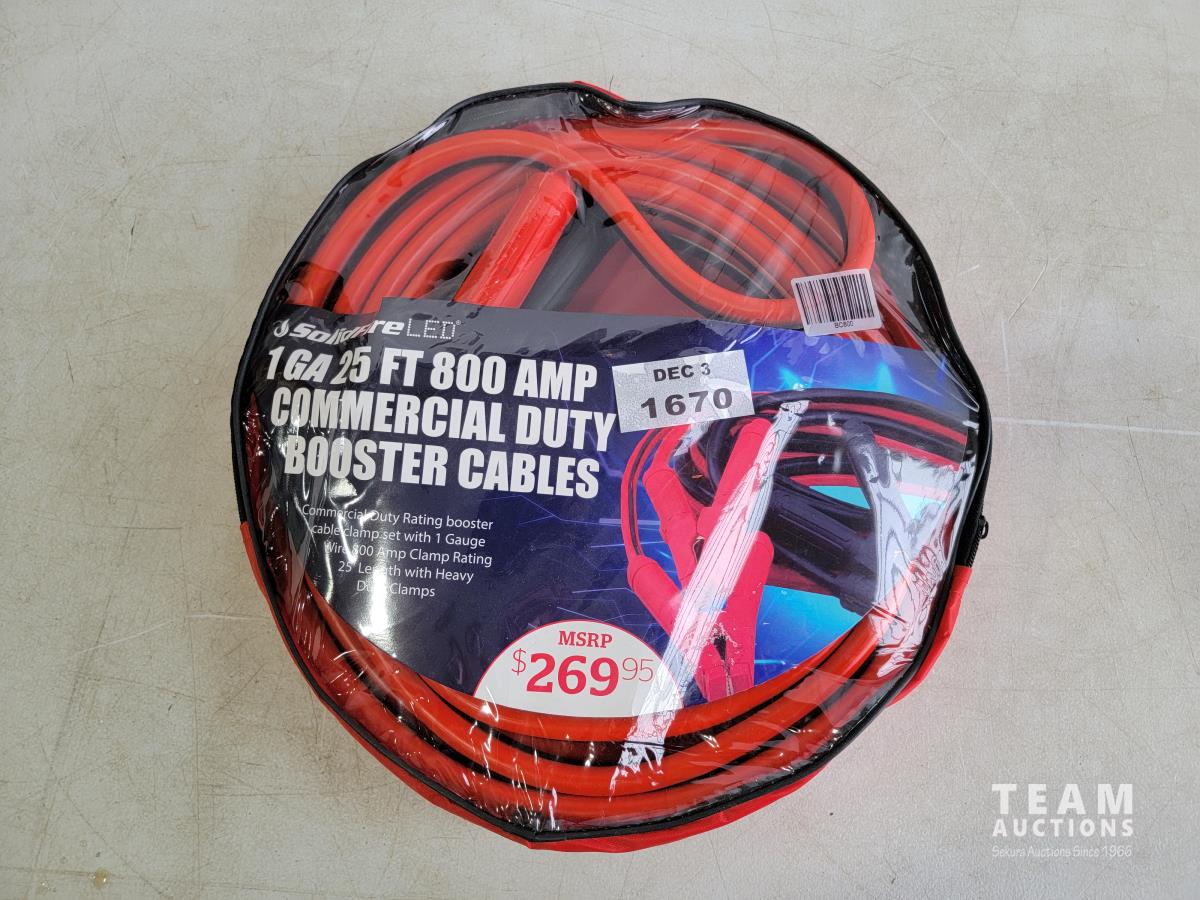 SolidfireLED
1 GA 25 FT 800 AMP
COMMERCIAL DUTY
BOOSTER CABLES
Commercial Duty Rating booster
cable clamp set with 1 Gauge
Wire 800 Amp Clamp Rating
25' Length with Heavy
Duty Clamps
DEC 3
1670
BC800
MSRP
$269 95
TEAM
AUCTIONS
Sekura Auctions Since 1966